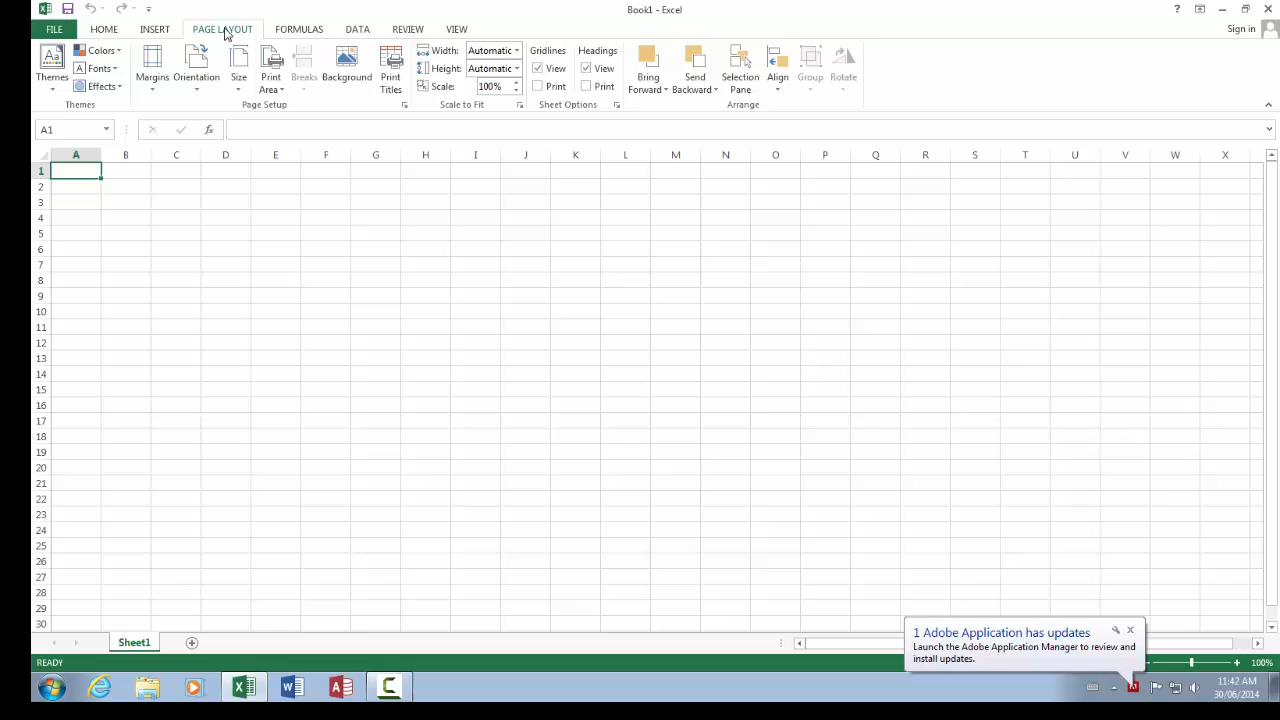 Book1 - Excel
?
FILE HOME INSERT PAGE LAYOUT FORMULAS DATA REVIEW VIEW Sign in
Themes
Colors
Fonts
Effects
Themes
Margins Orientation Size Print Area Breaks Background Print Titles
Page Setup
Width: Automatic
Height: Automatic
Scale: 100%
Scale to Fit
Gridlines Headings
View View
Print Print
Sheet Options
Bring Forward Send Backward Selection Pane Align Group Rotate
Arrange
A1 fx
A B C D E F G H I J K L M N O P Q R S T U V W X
1
2
3
4
5
6
7
8
9
10
11
12
13
14
15
16
17
18
19
20
21
22
23
24
25
26
27
28
29
30
Sheet1
1 Adobe Application has updates
Launch the Adobe Application Manager to review and
install updates.
READY 100%
11:42 AM
30/06/2014